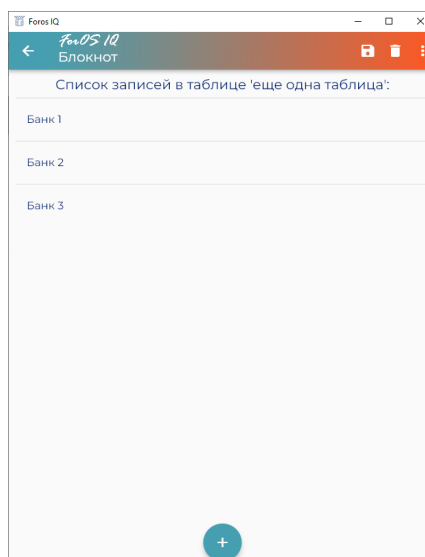 Foros IQ
ForOS IQ
Блокнот
Список записей в таблице 'еще одна таблица':
Банк 1
Банк 2
Банк 3
+